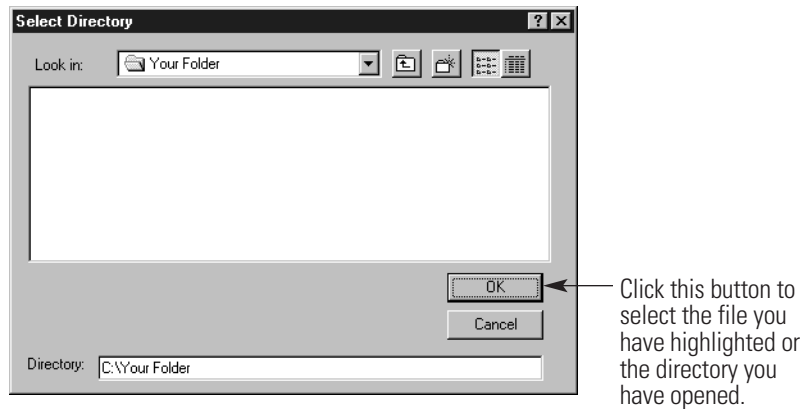 Select Directory
Look in: Your Folder
OK
Cancel
Directory: C:\Your Folder
Click this button to
select the file you
have highlighted or
the directory you
have opened.